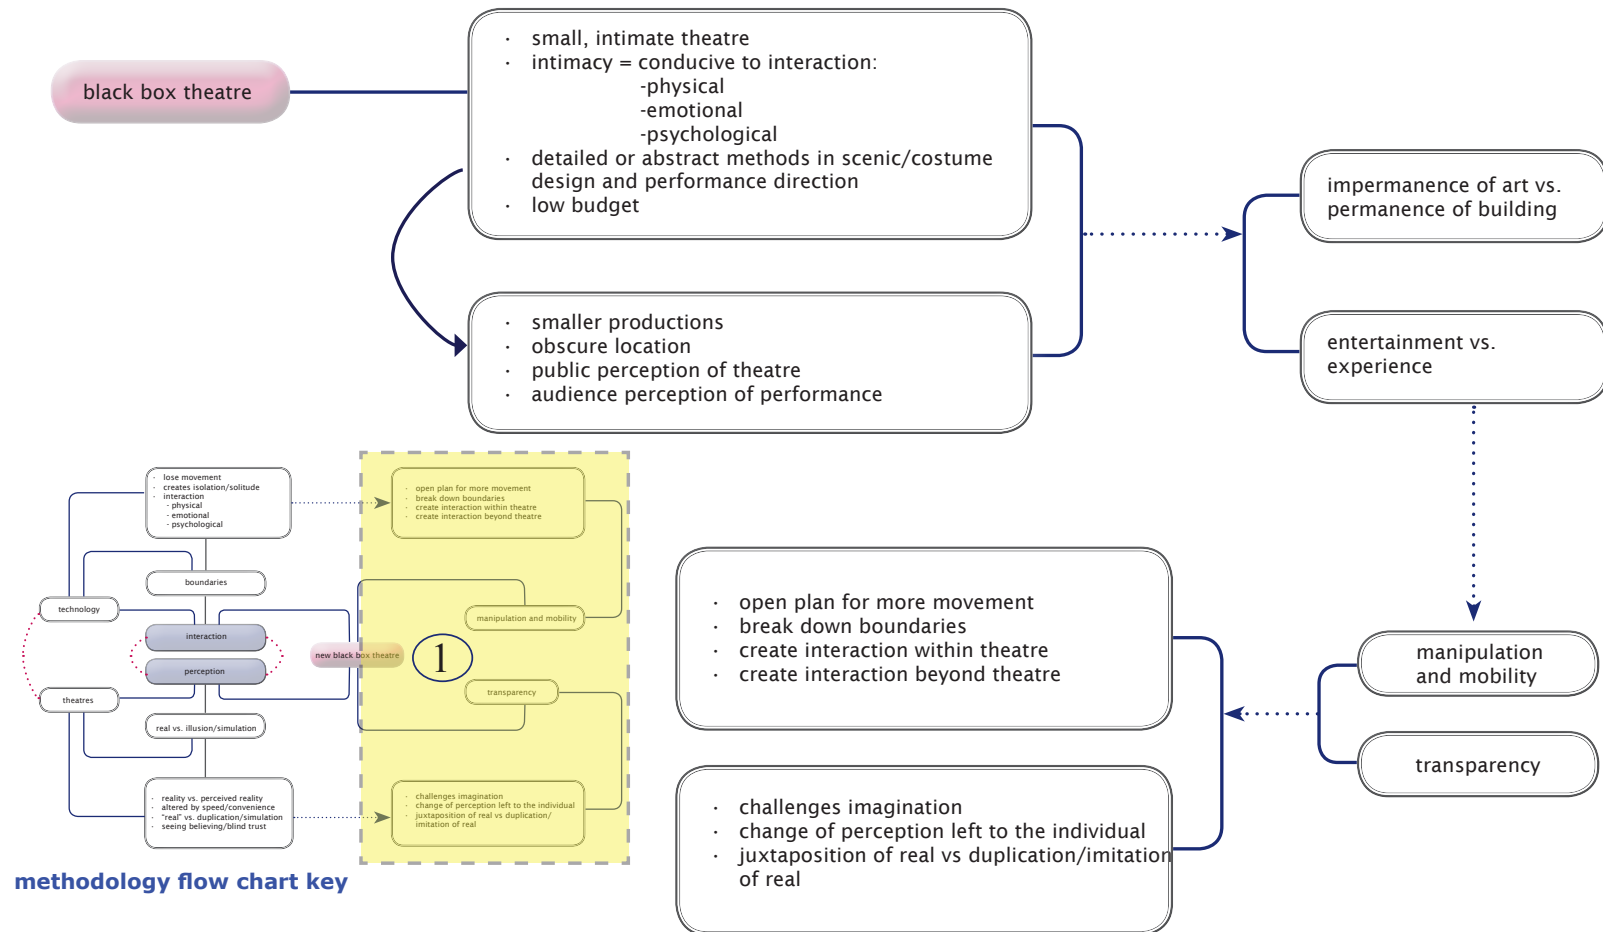 black box theatre
· small, intimate theatre
· intimacy = conducive to interaction:
-physical
-emotional
-psychological
· detailed or abstract methods in scenic/costume
design and performance direction
· low budget
· smaller productions
· obscure location
· public perception of theatre
· audience perception of performance
impermanence of art vs.
permanence of building
entertainment vs.
experience
manipulation
and mobility
transparency
· open plan for more movement
· break down boundaries
· create interaction within theatre
· create interaction beyond theatre
· challenges imagination
· change of perception left to the individual
· juxtaposition of real vs duplication/imitation
of real
· lose movement
· creates isolation/solitude
· interaction
- physical
- emotional
- psychological
boundaries
technology
interaction
perception
theatres
real vs. illusion/simulation
· reality vs. perceived reality
· altered by speed/convenience
· "real" vs. duplication/simulation
· seeing believing/blind trust
new black box theatre
1
· open plan for more movement
· break down boundaries
· create interaction within theatre
· create interaction beyond theatre
manipulation and mobility
transparency
· challenges imagination
· change of perception left to the individual
· juxtaposition of real vs duplication/
imitation of real
methodology flow chart key